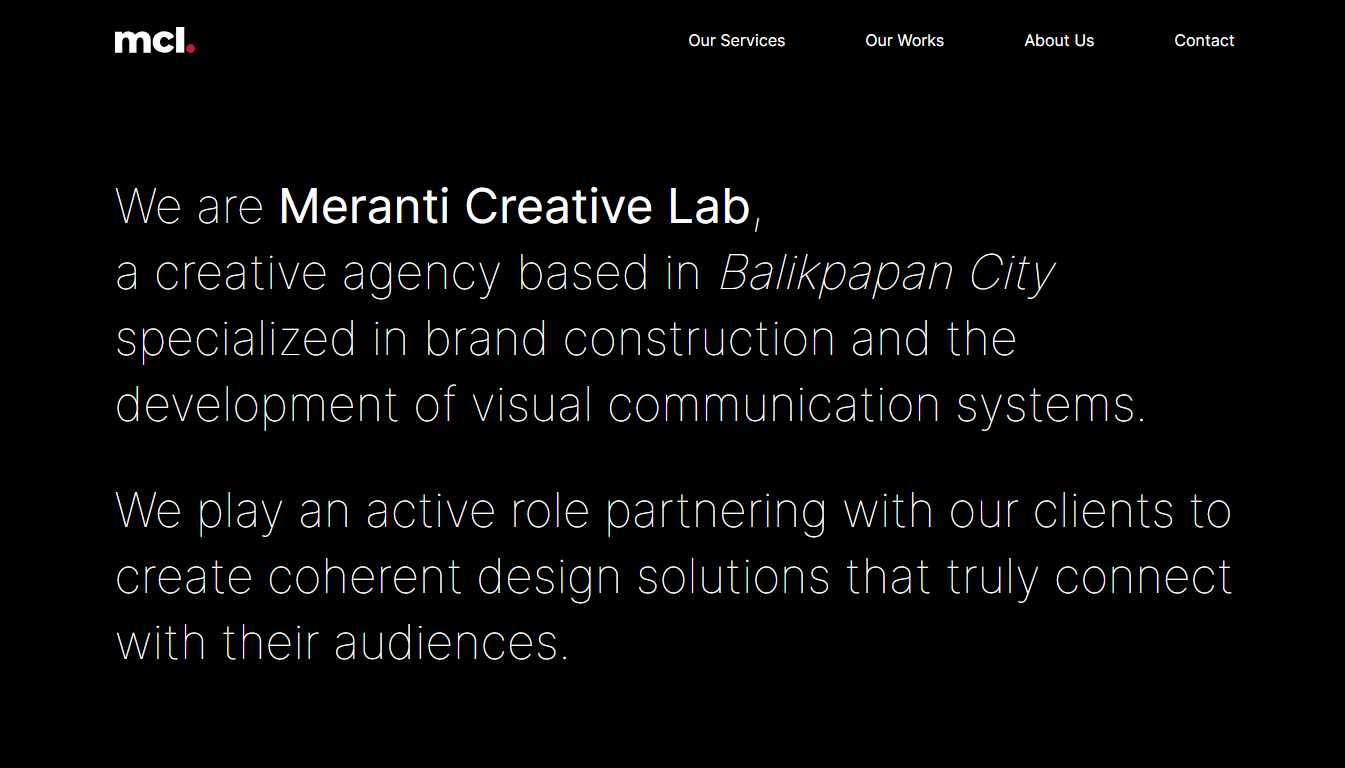 mcl.
Our Services
Our Works
About Us
Contact
We are Meranti Creative Lab,
a creative agency based in Balikpapan City
specialized in brand construction and the
development of visual communication systems.
We play an active role partnering with our clients to
create coherent design solutions that truly connect
with their audiences.